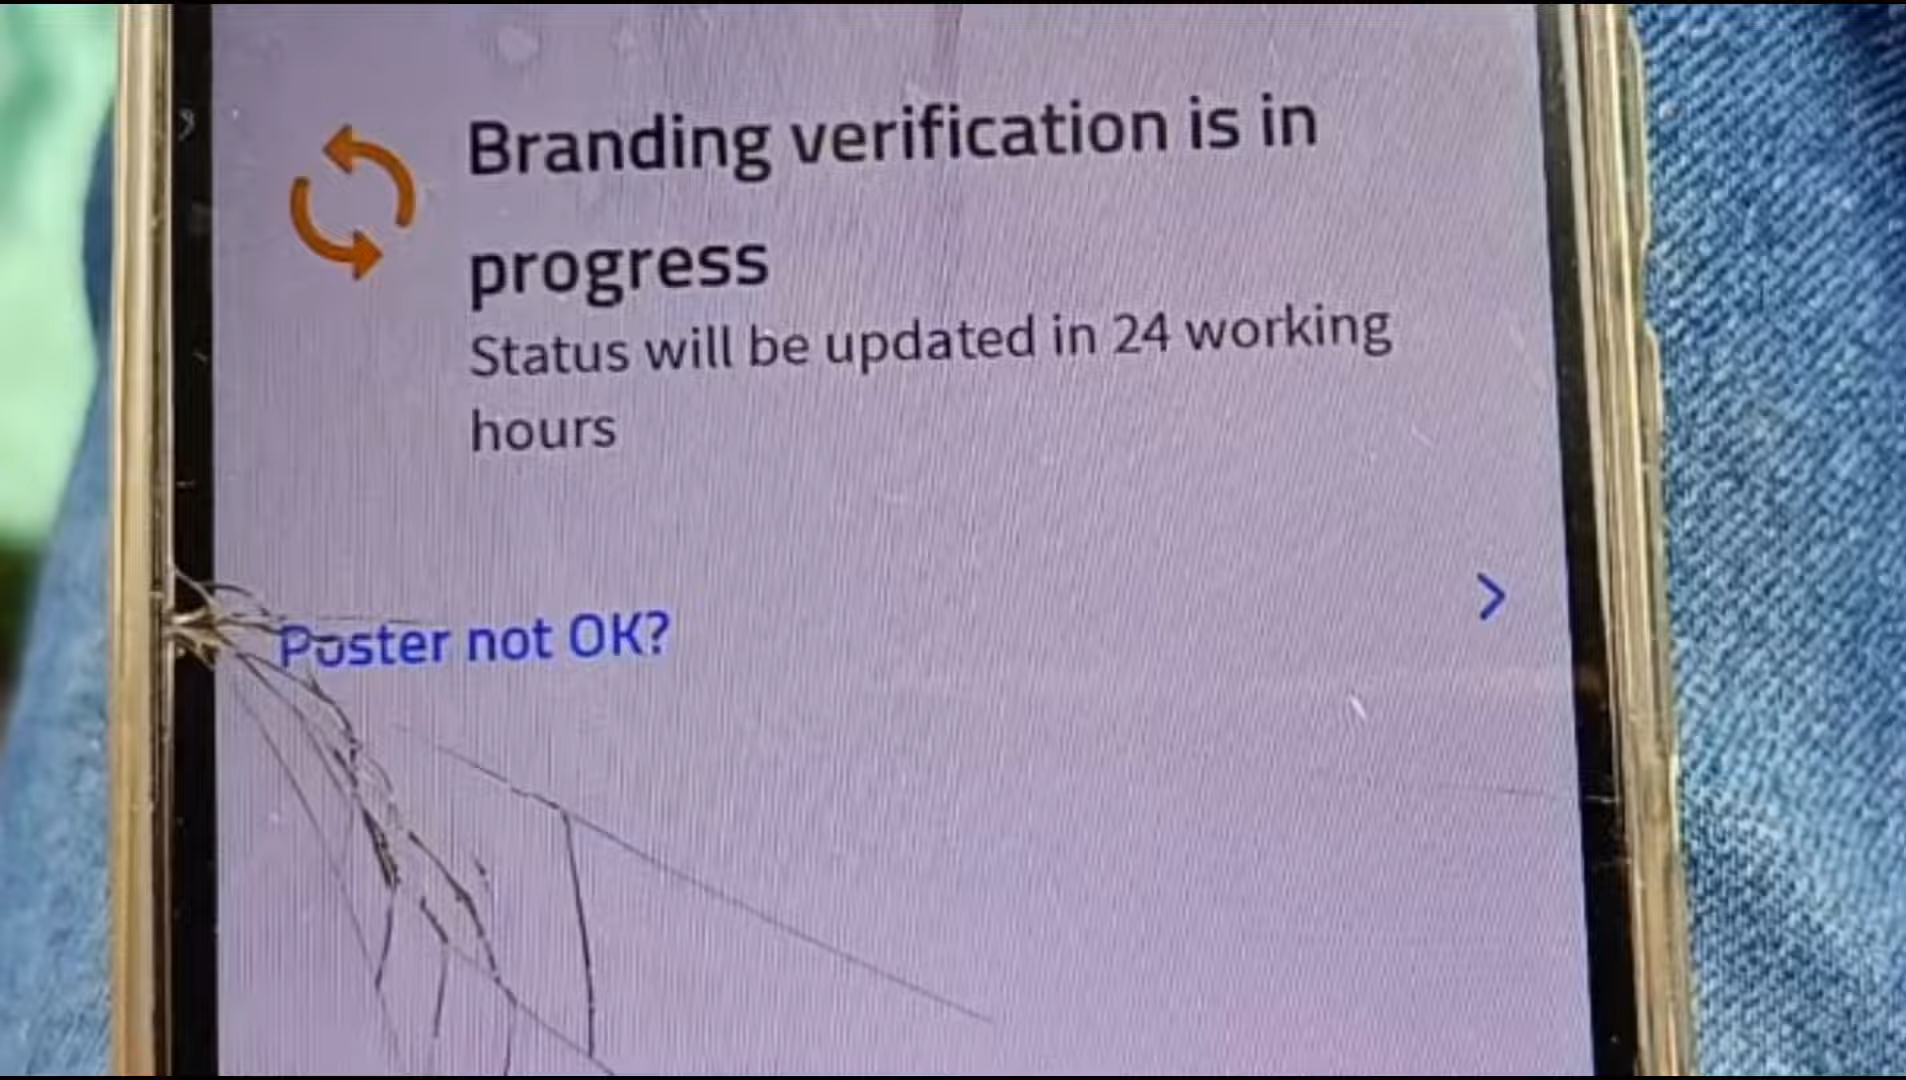 Branding verification is in
progress
Status will be updated in 24 working
hours
Poster not OK?